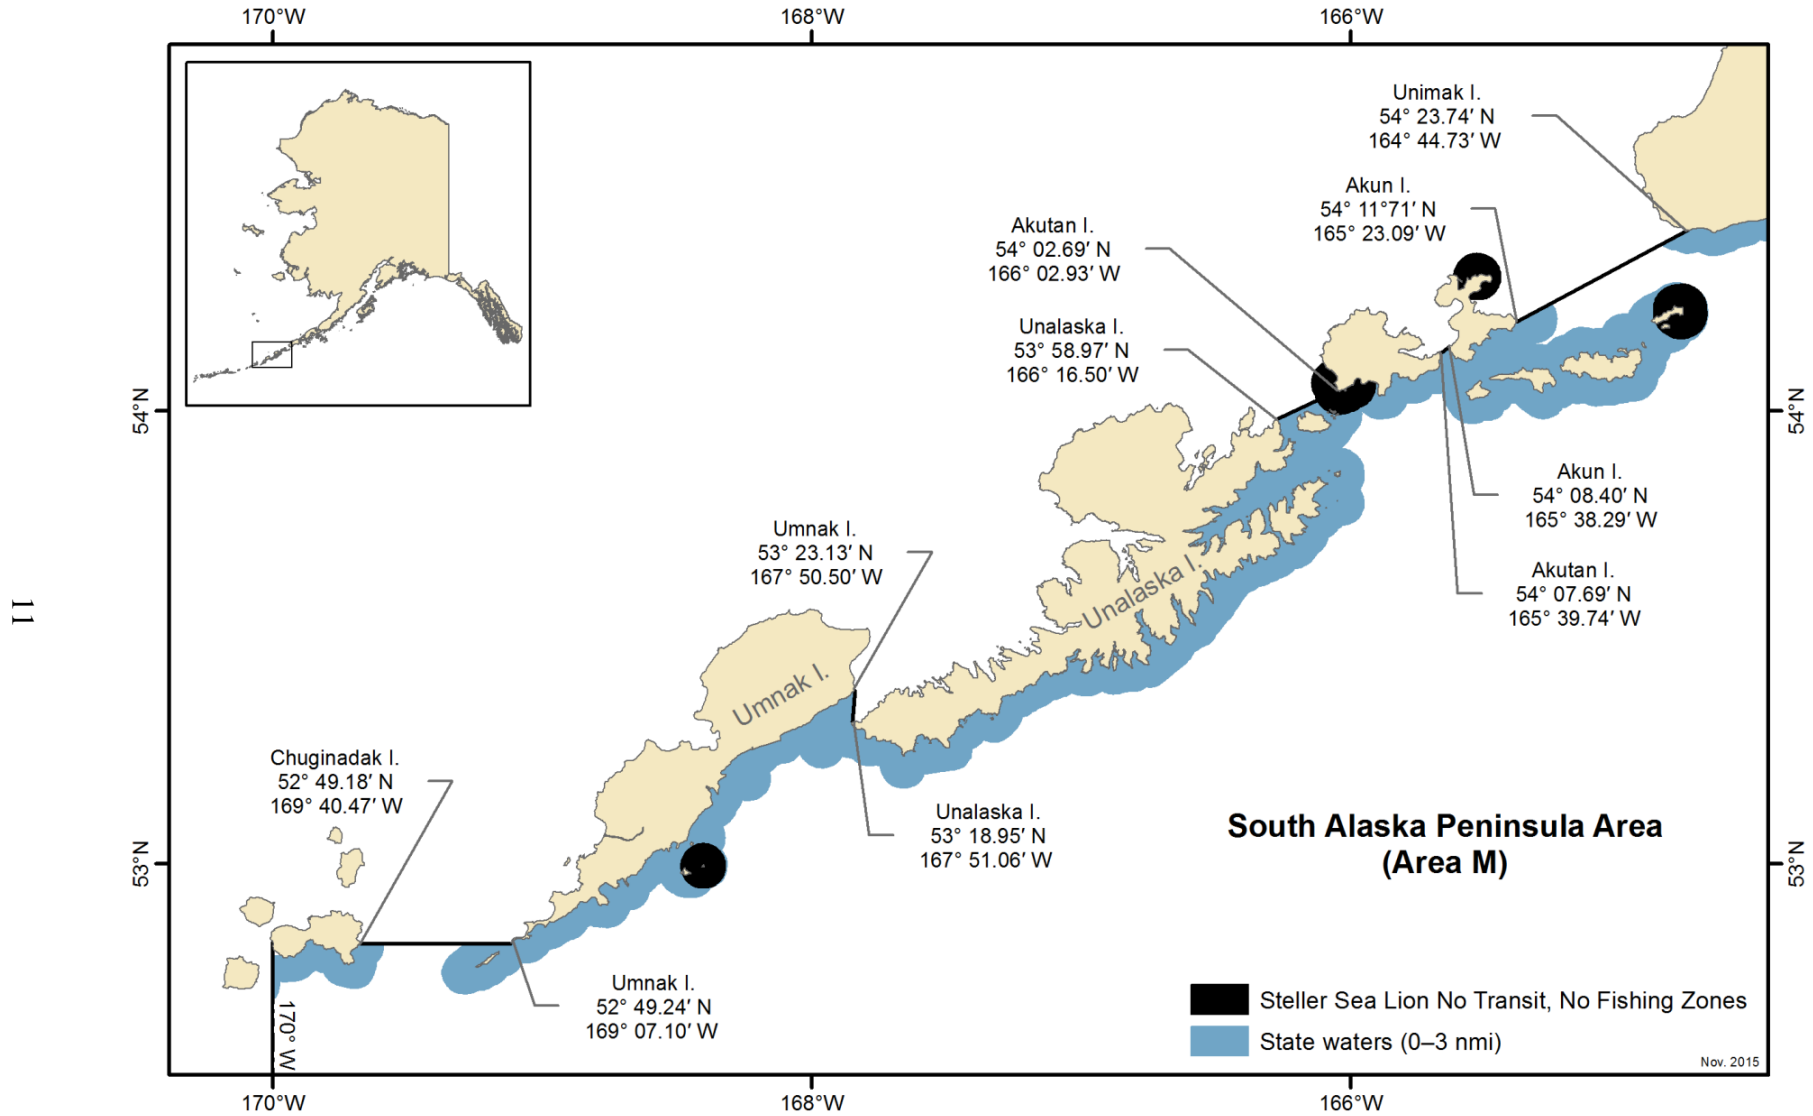 170°W
168°W
166°W
Unimak I.
54° 23.74′ N
164° 44.73′ W
Akun I.
54° 11°71′ N
165° 23.09′ W
Akutan I.
54° 02.69′ N
166° 02.93′ W
Unalaska I.
53° 58.97′ N
166° 16.50′ W
54°N
54°N
Akun I.
54° 08.40′ N
165° 38.29′ W
Umnak I.
53° 23.13′ N
167° 50.50′ W
Akutan I.
54° 07.69′ N
165° 39.74′ W
Unalaska I.
11
Umnak I.
Chuginadak I.
52° 49.18′ N
169° 40.47′ W
Unalaska I.
53° 18.95′ N
167° 51.06′ W
South Alaska Peninsula Area
(Area M)
53°N
53°N
Umnak I.
52° 49.24′ N
169° 07.10′ W
170° W
Steller Sea Lion No Transit, No Fishing Zones
State waters (0–3 nmi)
Nov. 2015
170°W
168°W
166°W